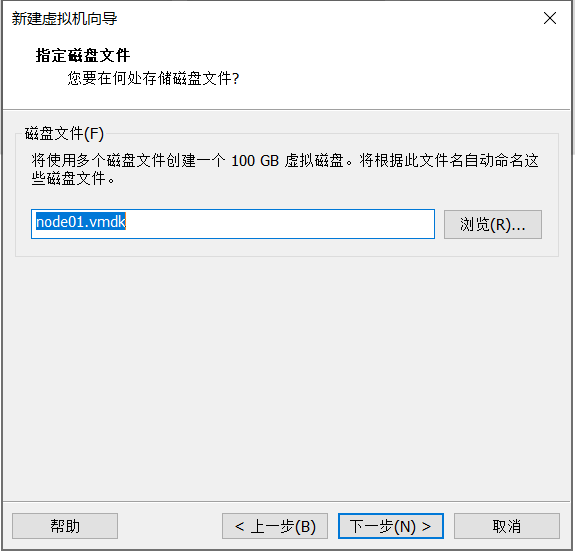 新建虚拟机向导
指定磁盘文件
您要在何处存储磁盘文件?
磁盘文件(F)
将使用多个磁盘文件创建一个 100 GB 虚拟磁盘。将根据此文件名自动命名这
些磁盘文件。
node01.vmdk
浏览(R)...
帮助
< 上一步(B)
下一步(N) >
取消